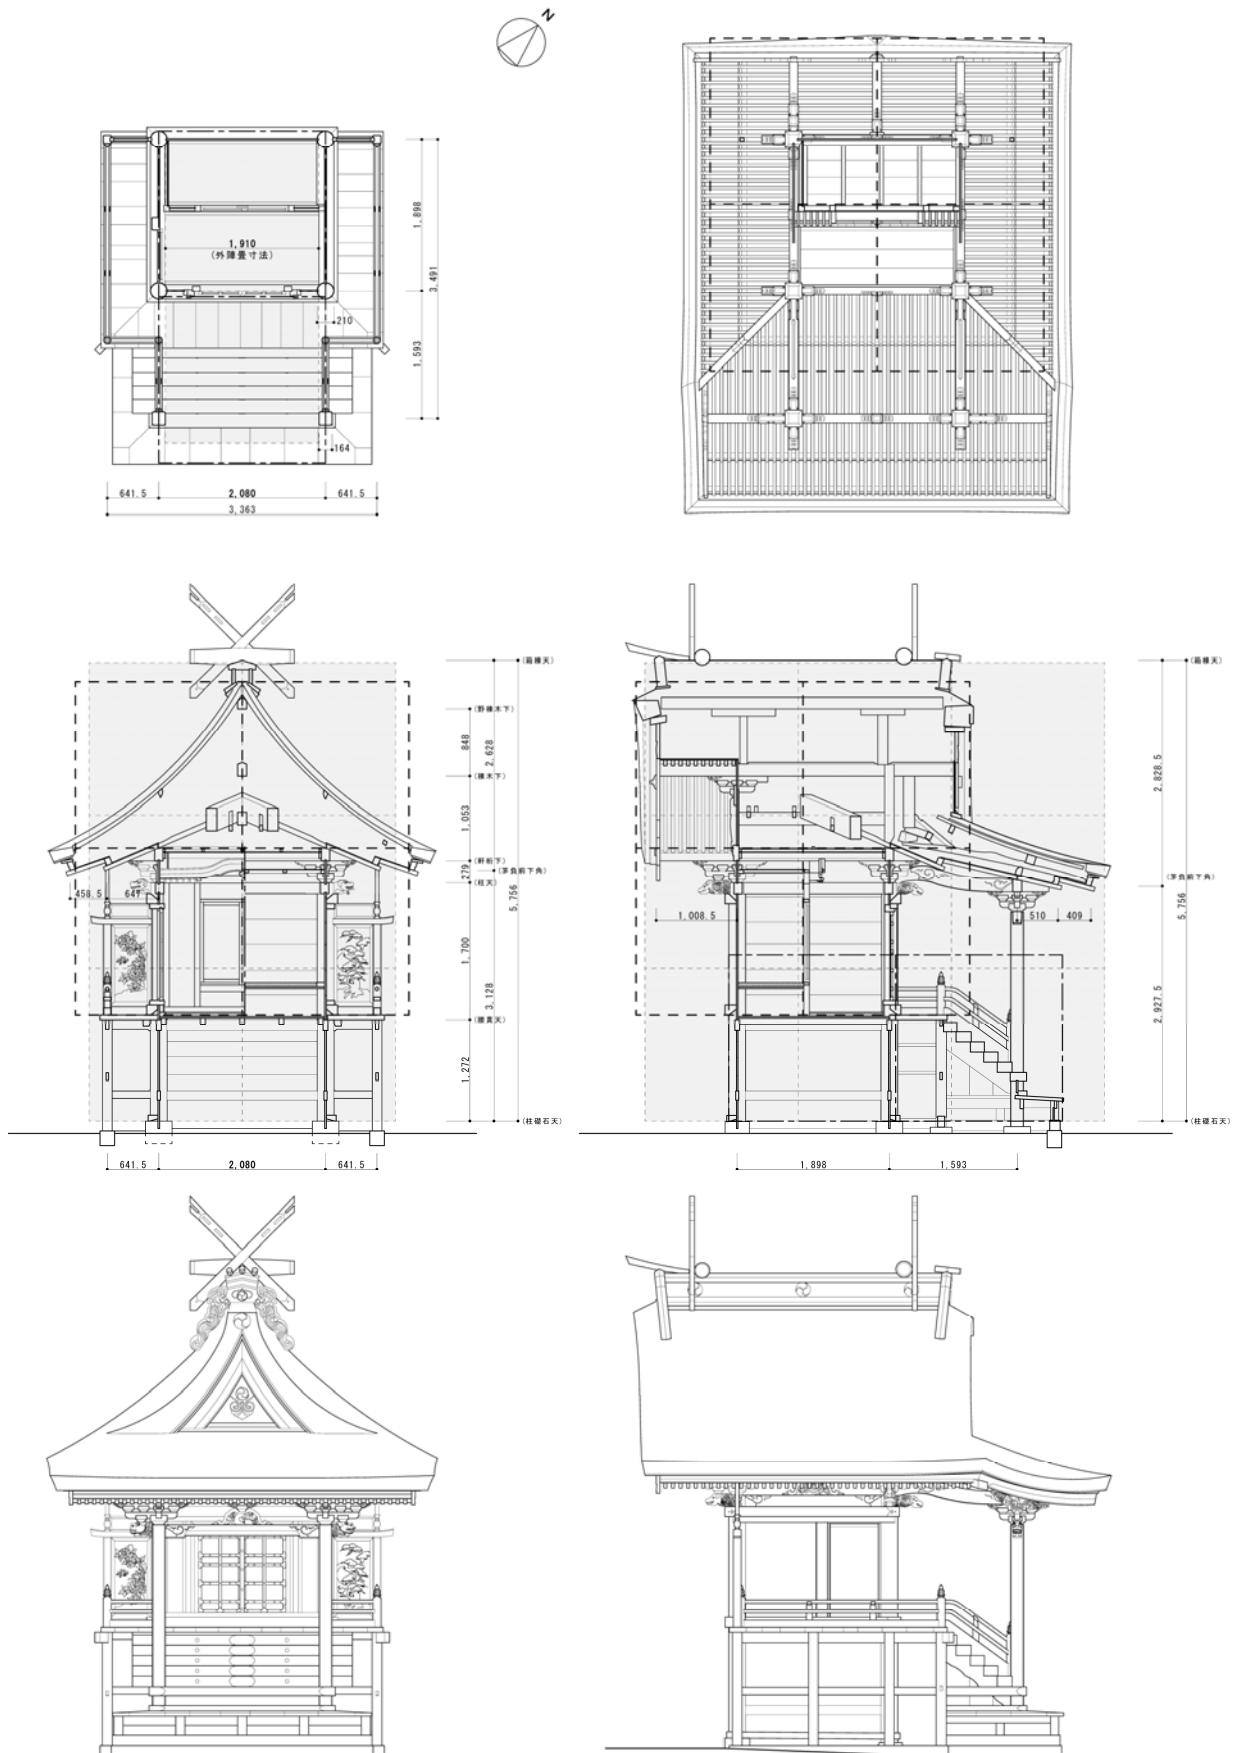 N
1,898
3,491
1,910
(外陣畳寸法)
210
1,593
164
641.5
2,080
641.5
3,363
(箱棟天)
(野棟木下)
848
2,628
(棟木下)
1,053
(軒桁下)
279
(茅負前下角)
(柱天)
458.5
647
5,756
1,700
3,128
(腰貫天)
1,272
(柱礎石天)
641.5
2,080
641.5
(箱棟天)
2,828.5
(茅負前下角)
1,008.5
510
409
5,756
2,927.5
(柱礎石天)
1,898
1,593